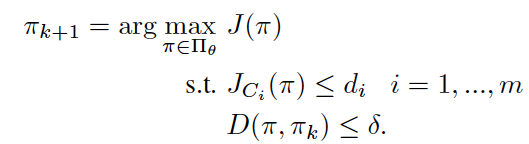 π_{k+1} = arg max_{π∈Π_θ} J(π)
s.t. J_{C_i}(π) ≤ d_i   i = 1, ..., m
D(π, π_k) ≤ δ.